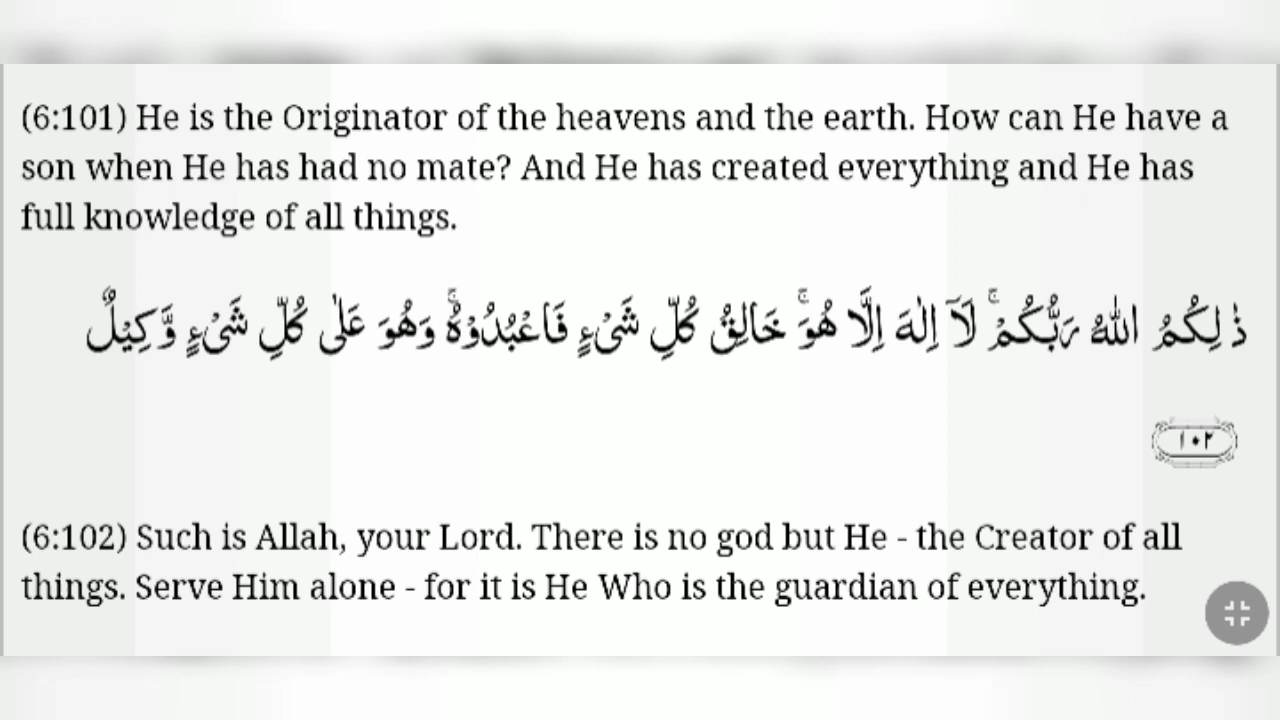 (6:101) He is the Originator of the heavens and the earth. How can He have a
son when He has had no mate? And He has created everything and He has
full knowledge of all things.
ذٰ لِكُمُ اللّٰهُ رَبُّكُمْ‌ۚ لَاۤ اِلٰهَ اِلَّا هُوَ‌ۚ خَالِقُ كُلِّ شَىْءٍ فَاعْبُدُوْهُ‌ۚ وَهُوَ عَلٰى كُلِّ شَىْءٍ وَّكِيْلٌ
۱۰۲
(6:102) Such is Allah, your Lord. There is no god but He - the Creator of all
things. Serve Him alone - for it is He Who is the guardian of everything.